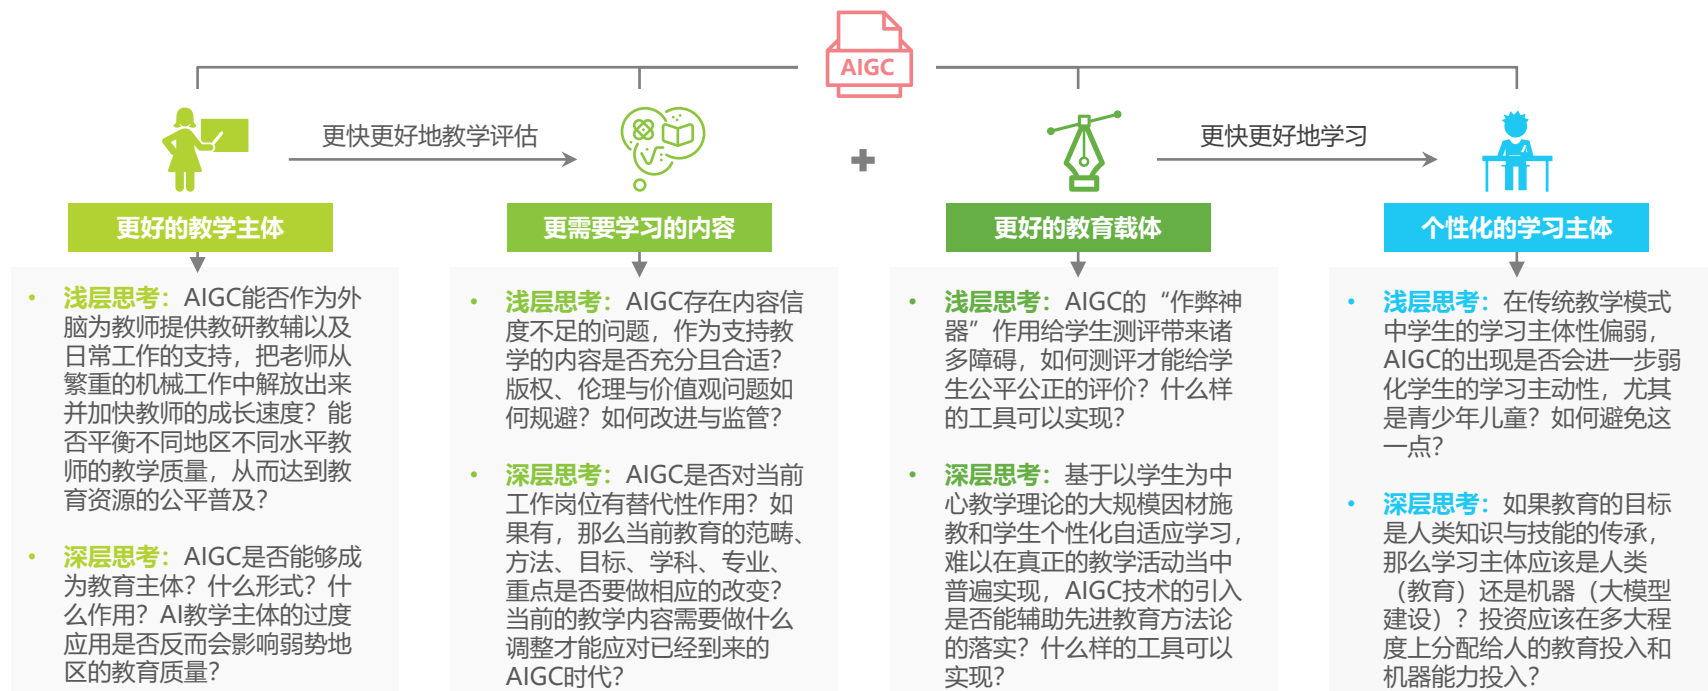 AIGC
更快更好地教学评估
更快更好地学习
更好的教学主体
更需要学习的内容
更好的教育载体
个性化的学习主体
• 浅层思考：AIGC能否作为外
脑为教师提供教研教辅以及
日常工作的支持，把老师从
繁重的机械工作中解放出来
并加快教师的成长速度？能
否平衡不同地区不同水平教
师的教学质量，从而达到教
育资源的公平普及？
• 深层思考：AIGC是否能够成
为教育主体？什么形式？什
么作用？AI教学主体的过度
应用是否反而会影响弱势地
区的教育质量？
• 浅层思考：AIGC存在内容信
度不足的问题，作为支持教
学的内容是否充分且合适？
版权、伦理与价值观问题如
何规避？如何改进与监管？
• 深层思考：AIGC是否对当前
工作岗位有替代性作用？如
果有，那么当前教育的范畴、
方法、目标、学科、专业、
重点是否要做相应的改变？
当前的教学内容需要做什么
调整才能应对已经到来的
AIGC时代？
• 浅层思考：AIGC的“作弊神
器”作用给学生测评带来诸
多障碍，如何测评才能给学
生公平公正的评价？什么样
的工具可以实现？
• 深层思考：基于以学生为中
心教学理论的大规模因材施
教和学生个性化自适应学习，
难以在真正的教学活动当中
普遍实现，AIGC技术的引入
是否能辅助先进教育方法论
的落实？什么样的工具可以
实现？
• 浅层思考：在传统教学模式
中学生的学习主体性偏弱，
AIGC的出现是否会进一步弱
化学生的学习主动性，尤其
是青少年儿童？如何避免这
一点？
• 深层思考：如果教育的目标
是人类知识与技能的传承，
那么学习主体应该是人类
（教育）还是机器（大模型
建设）？投资应该在多大程
度上分配给人的教育投入和
机器能力投入？